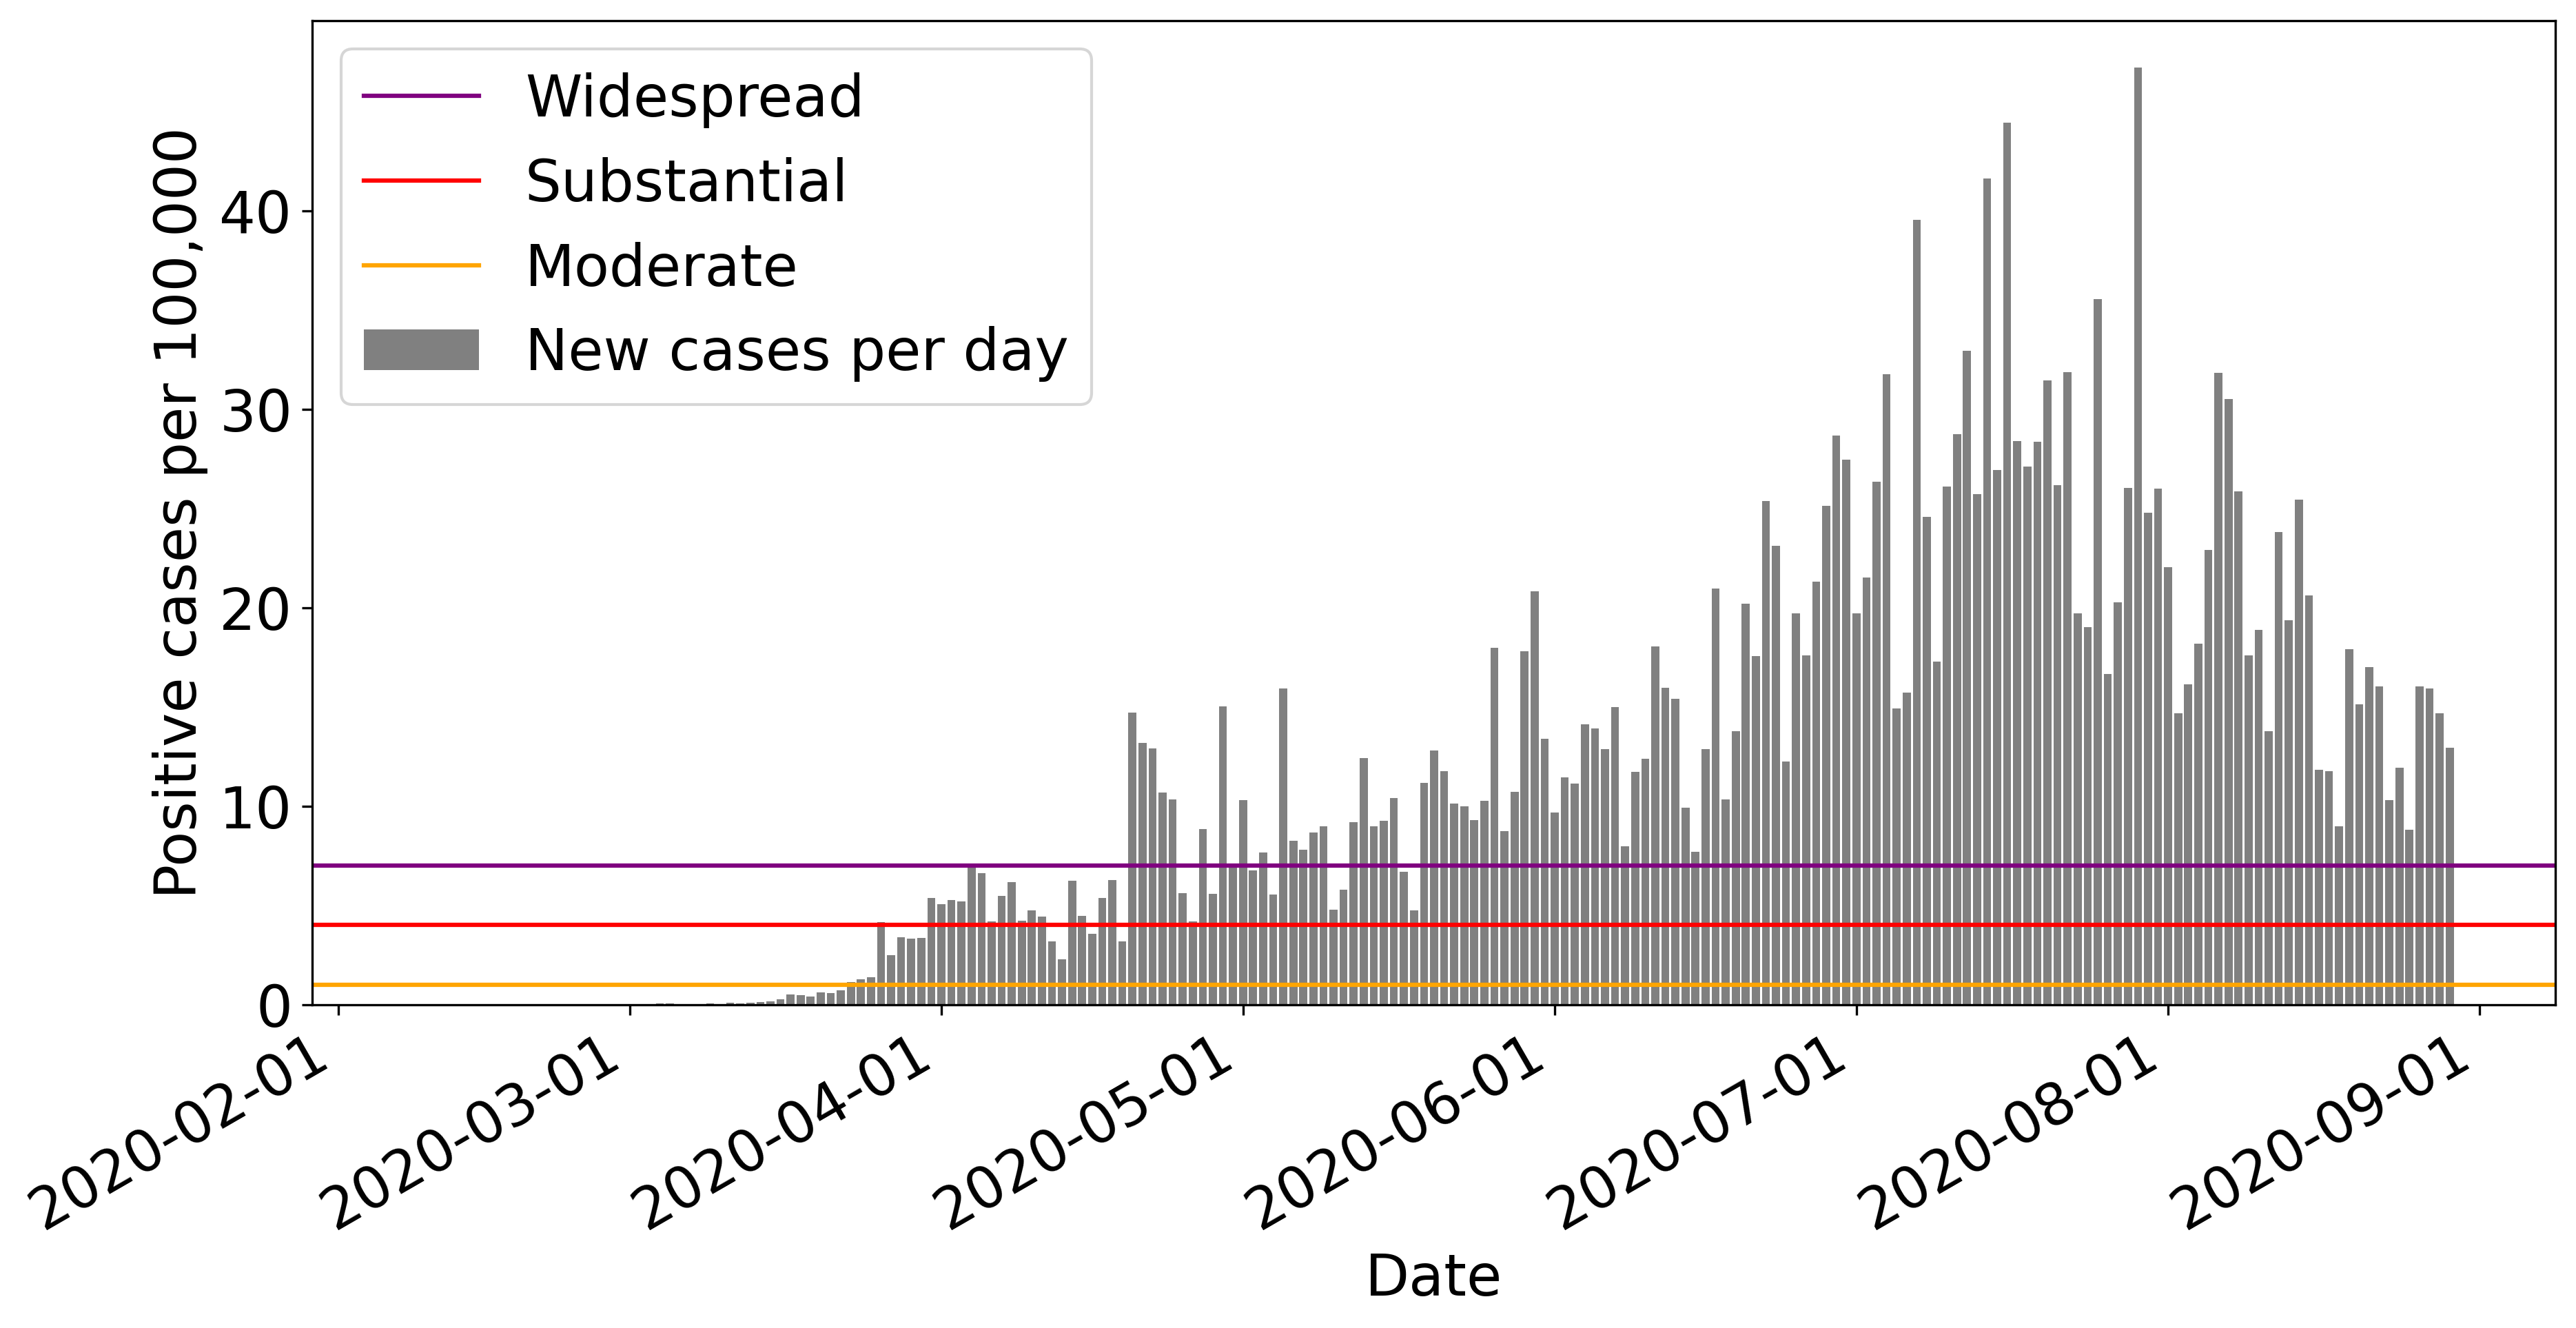 Widespread
Substantial
Moderate
New cases per day
Positive cases per 100,000
40
30
20
10
0
2020-02-01
2020-03-01
2020-04-01
2020-05-01
2020-06-01
2020-07-01
2020-08-01
2020-09-01
Date